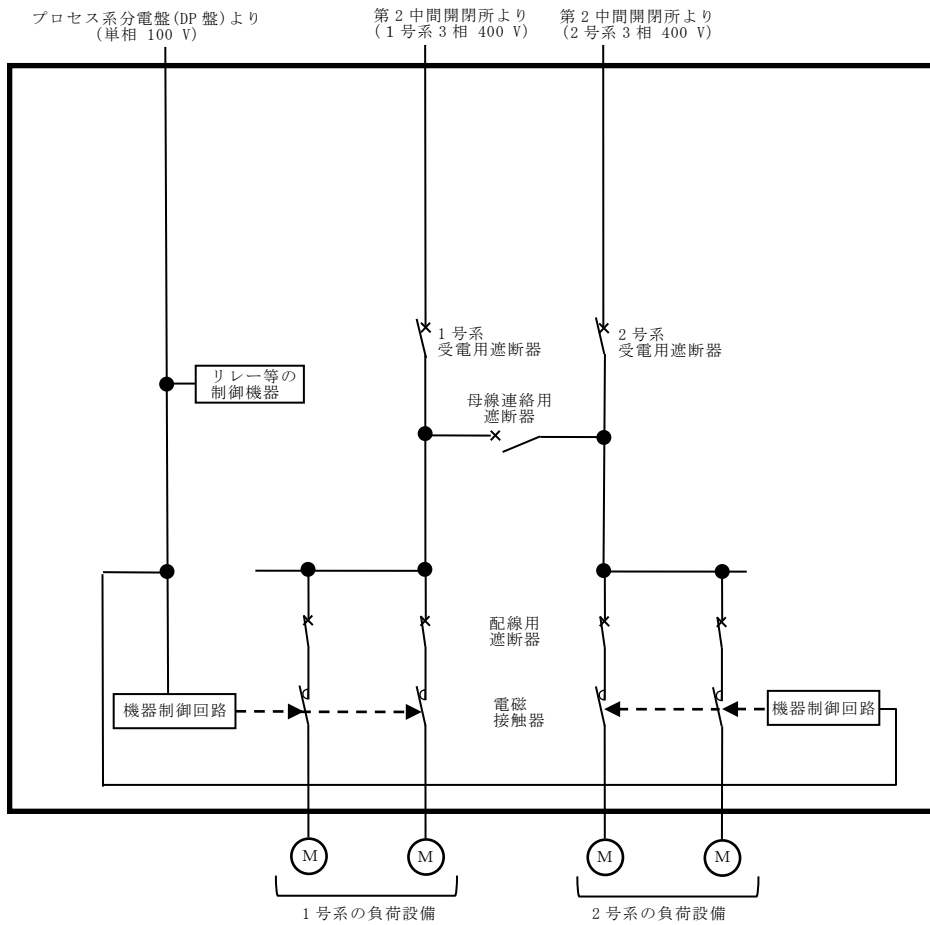 プロセス系分電盤(DP 盤)より
(単相 100 V)
第２中間開閉所より
(１号系３相 400 V)
第２中間開閉所より
(２号系３相 400 V)
１号系
受電用遮断器
２号系
受電用遮断器
リレー等の
制御機器
母線連絡用
遮断器
配線用
遮断器
電磁
接触器
機器制御回路
機器制御回路
M
M
M
M
１号系の負荷設備
２号系の負荷設備